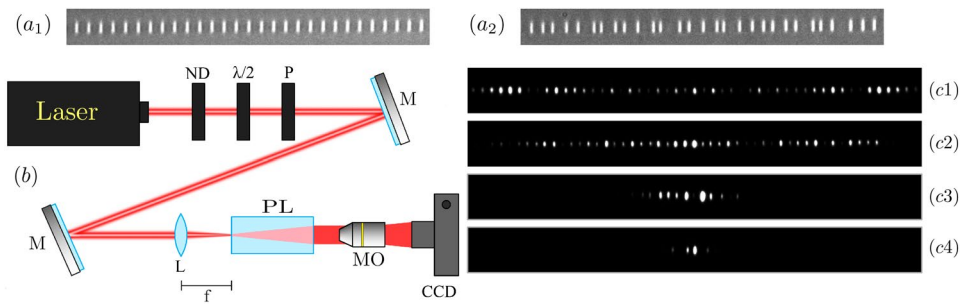 (a1)
(a2)
ND λ/2 P
M
Laser
(b)
M
L
PL
MO
f
CCD
(c1)
(c2)
(c3)
(c4)